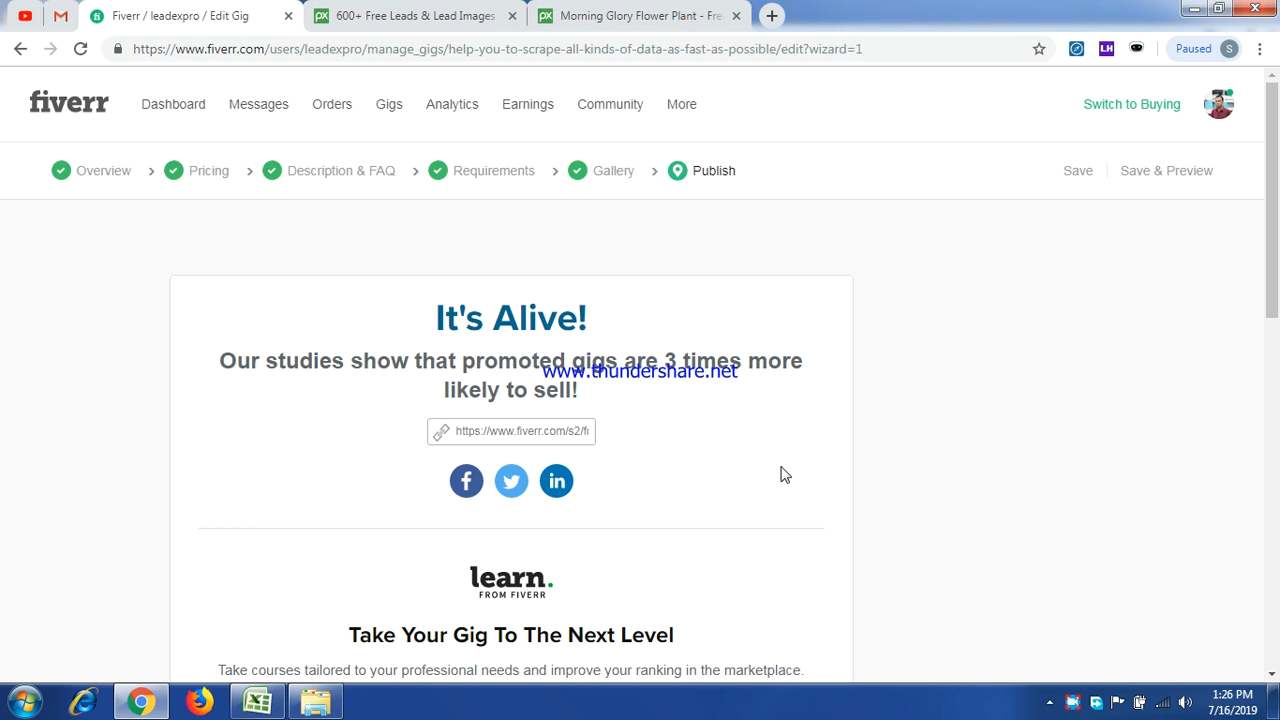 Fiverr / leadexpro / Edit Gig
600+ Free Leads & Lead Images
Morning Glory Flower Plant - Fre
https://www.fiverr.com/users/leadexpro/manage_gigs/help-you-to-scrape-all-kinds-of-data-as-fast-as-possible/edit?wizard=1
LH
Paused
S
fiverr
Dashboard
Messages
Orders
Gigs
Analytics
Earnings
Community
More
Switch to Buying
Overview
Pricing
Description & FAQ
Requirements
Gallery
Publish
Save
Save & Preview
It's Alive!
Our studies show that promoted gigs are 3 times more
www.thundershare.net
likely to sell!
https://www.fiverr.com/s2/f
learn.
FROM FIVERR
Take Your Gig To The Next Level
Take courses tailored to your professional needs and improve your ranking in the marketplace.
1:26 PM
7/16/2019